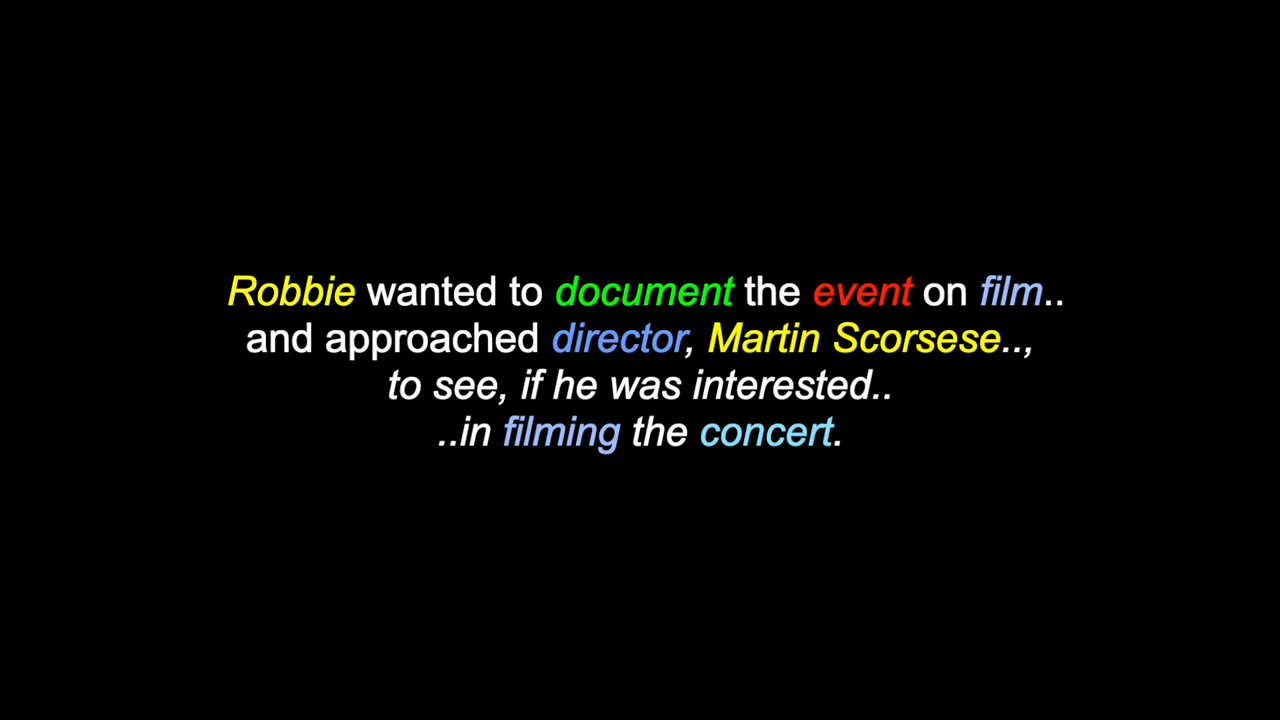 Robbie wanted to document the event on film..
and approached director, Martin Scorsese..,
to see, if he was interested..
..in filming the concert.